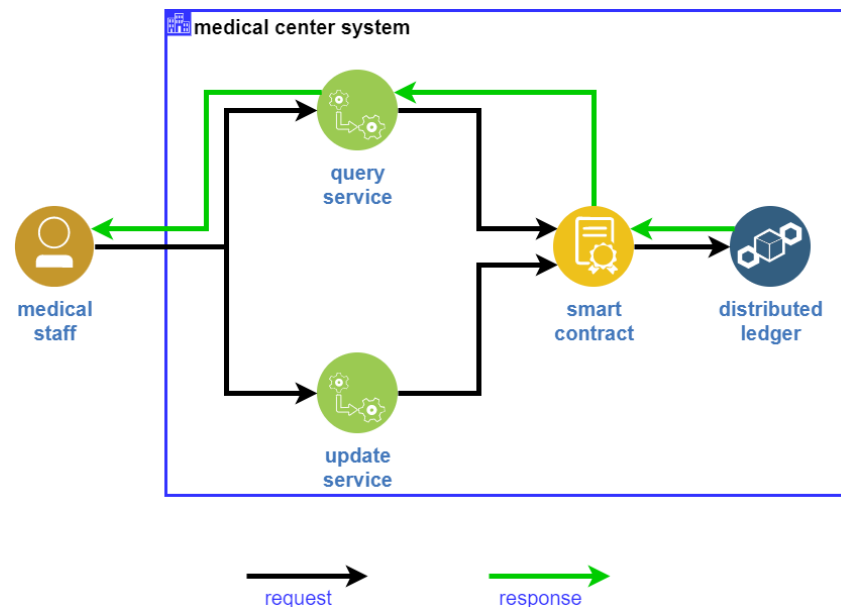 medical center system
query
service
medical
staff
smart
contract
distributed
ledger
update
service
request
response